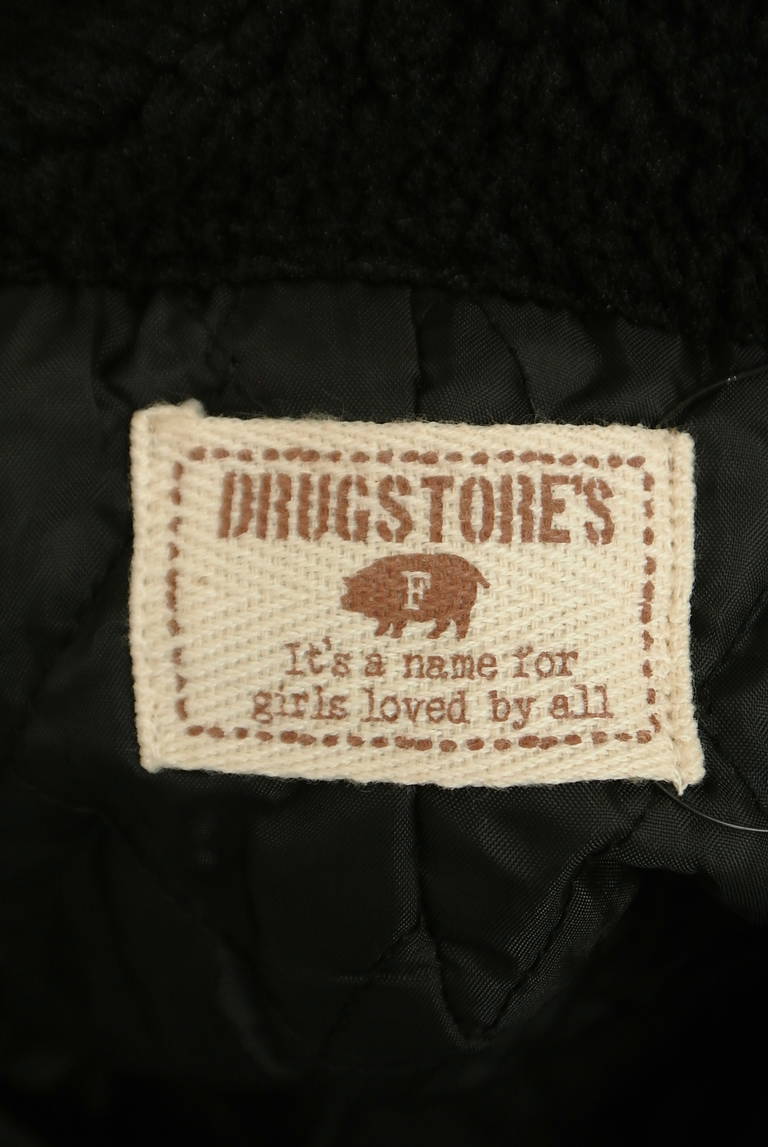 DRUGSTORE'S
F
It's a name for
girls loved by all